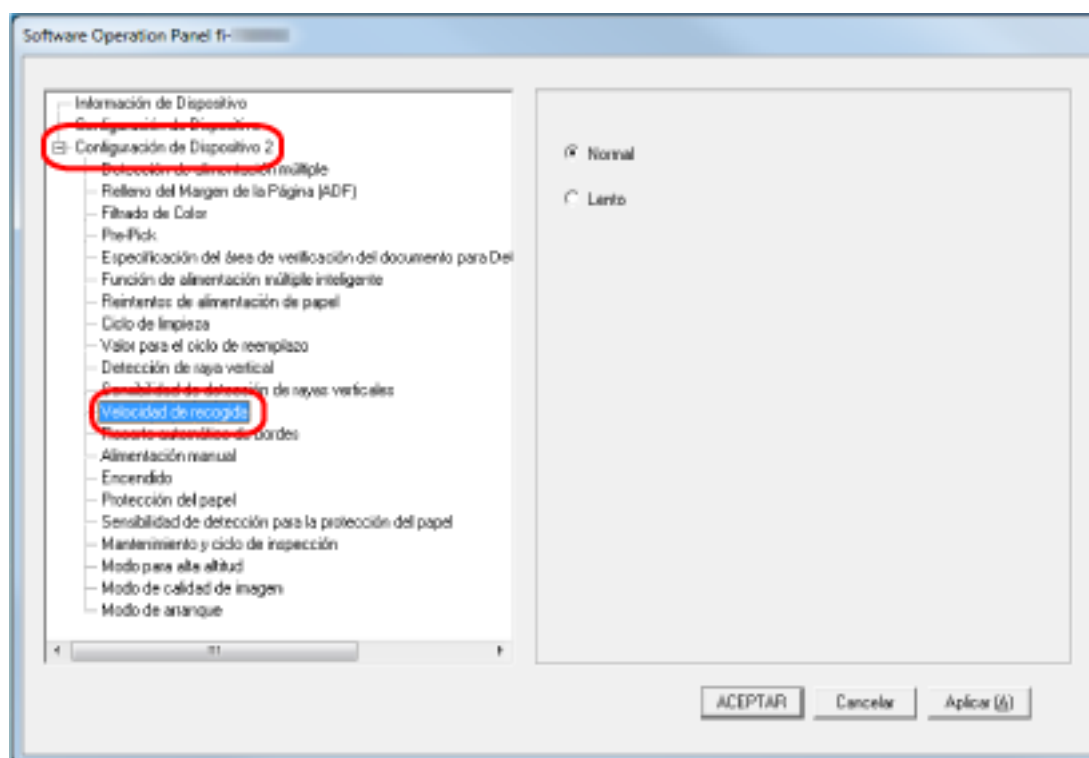 Software Operation Panel fi-
Información de Dispositivo
Configuración de Dispositivo
Configuración de Dispositivo 2
Detección de alimentación múltiple
Relleno del Margen de la Página (ADF)
Filtrado de Color
Pre-Pick
Especificación del área de verificación del documento para Det
Función de alimentación múltiple inteligente
Reintentos de alimentación de papel
Ciclo de limpieza
Valor para el ciclo de reemplazo
Detección de raya vertical
Sensibilidad de detección de rayas verticales
Velocidad de recogida
Recorte automático de bordes
Alimentación manual
Encendido
Protección del papel
Sensibilidad de detección para la protección del papel
Mantenimiento y ciclo de inspección
Modo para alta altitud
Modo de calidad de imagen
Modo de arranque
Normal
Lento
ACEPTAR Cancelar Aplicar (A)